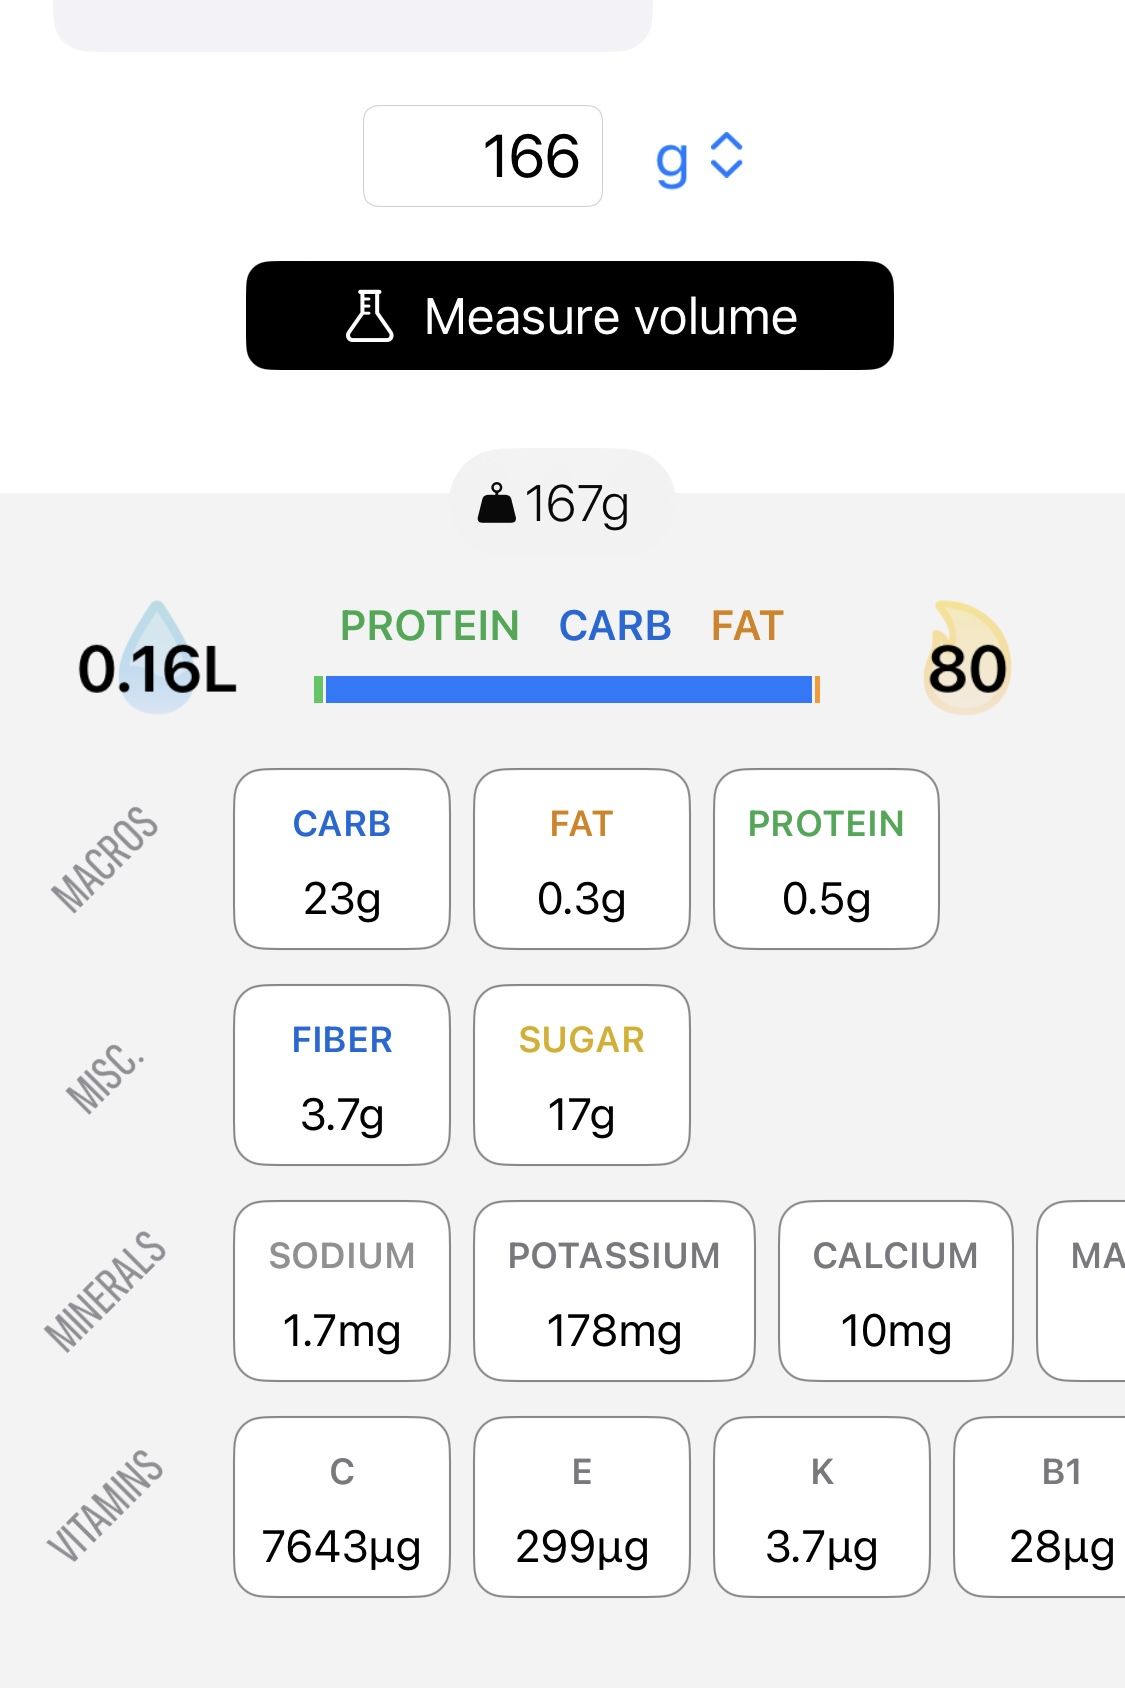 166 g
Measure volume
167g
PROTEIN CARB FAT
0.16L 80
MACROS
CARB FAT PROTEIN
23g 0.3g 0.5g
MISC.
FIBER SUGAR
3.7g 17g
MINERALS
SODIUM POTASSIUM CALCIUM MA
1.7mg 178mg 10mg
VITAMINS
C E K B1
7643µg 299µg 3.7µg 28µg